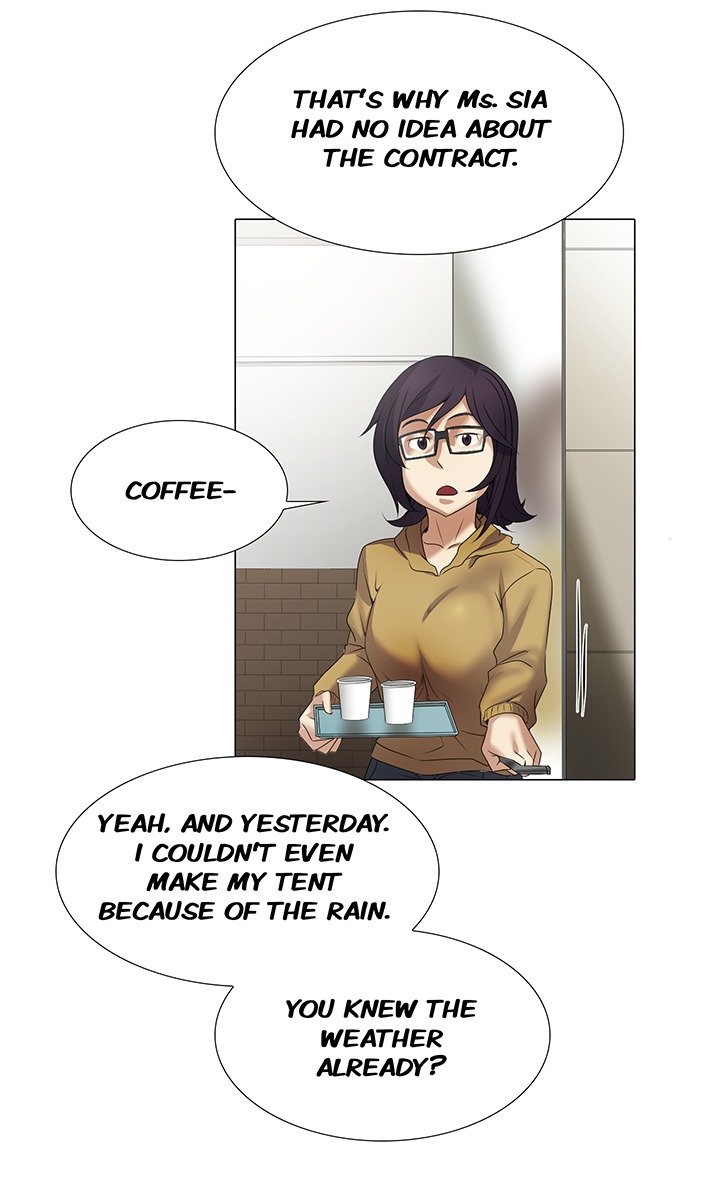 THAT'S WHY Ms. SIA
HAD NO IDEA ABOUT
THE CONTRACT.
COFFEE-
YEAH, AND YESTERDAY.
I COULDN'T EVEN
MAKE MY TENT
BECAUSE OF THE RAIN.
YOU KNEW THE
WEATHER
ALREADY?